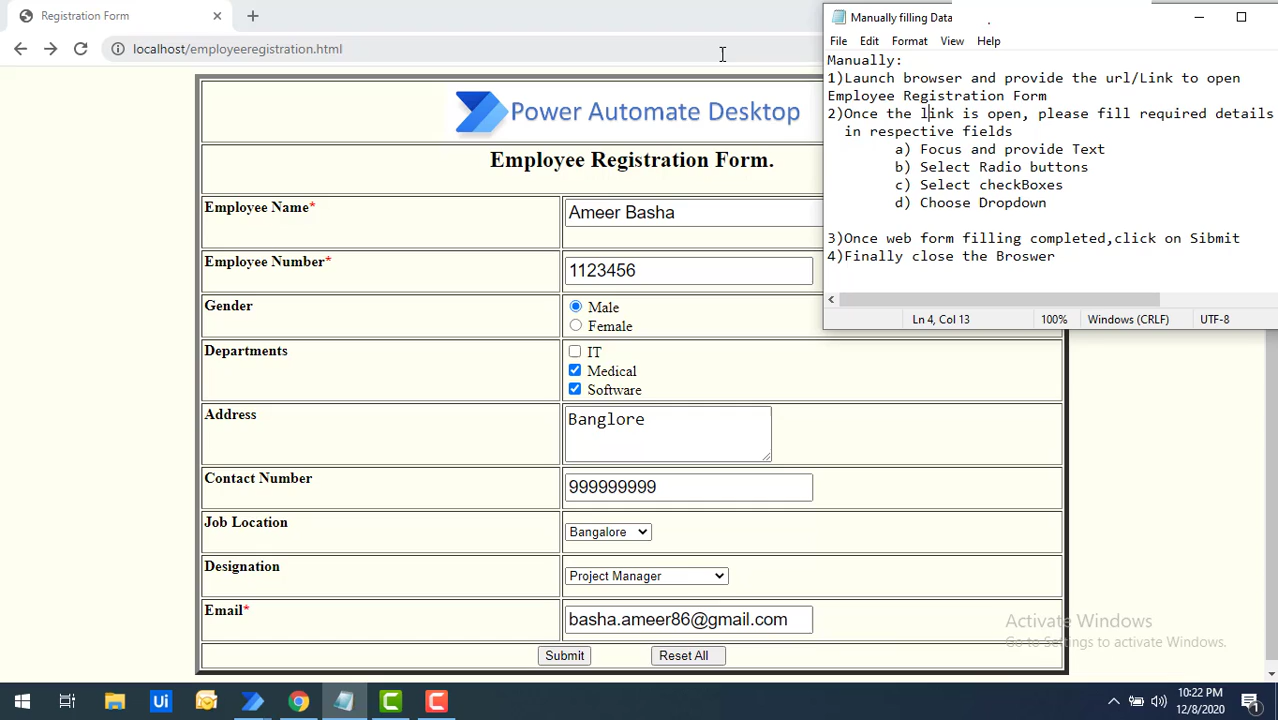 Registration Form
localhost/employeeregistration.html
Manually filling Data
File Edit Format View Help
Manually:
1)Launch browser and provide the url/Link to open
Employee Registration Form
2)Once the link is open, please fill required details
in respective fields
a) Focus and provide Text
b) Select Radio buttons
c) Select checkBoxes
d) Choose Dropdown
3)Once web form filling completed,click on Sibmit
4)Finally close the Broswer
Ln 4, Col 13 100% Windows (CRLF) UTF-8
Power Automate Desktop
Employee Registration Form.
Employee Name* Ameer Basha
Employee Number* 1123456
Gender Male
Female
Departments IT
Medical
Software
Address Banglore
Contact Number 999999999
Job Location Bangalore
Designation Project Manager
Email* basha.ameer86@gmail.com
Submit Reset All
Activate Windows
Go to Settings to activate Windows.
Ui
C C
10:22 PM
12/8/2020
1